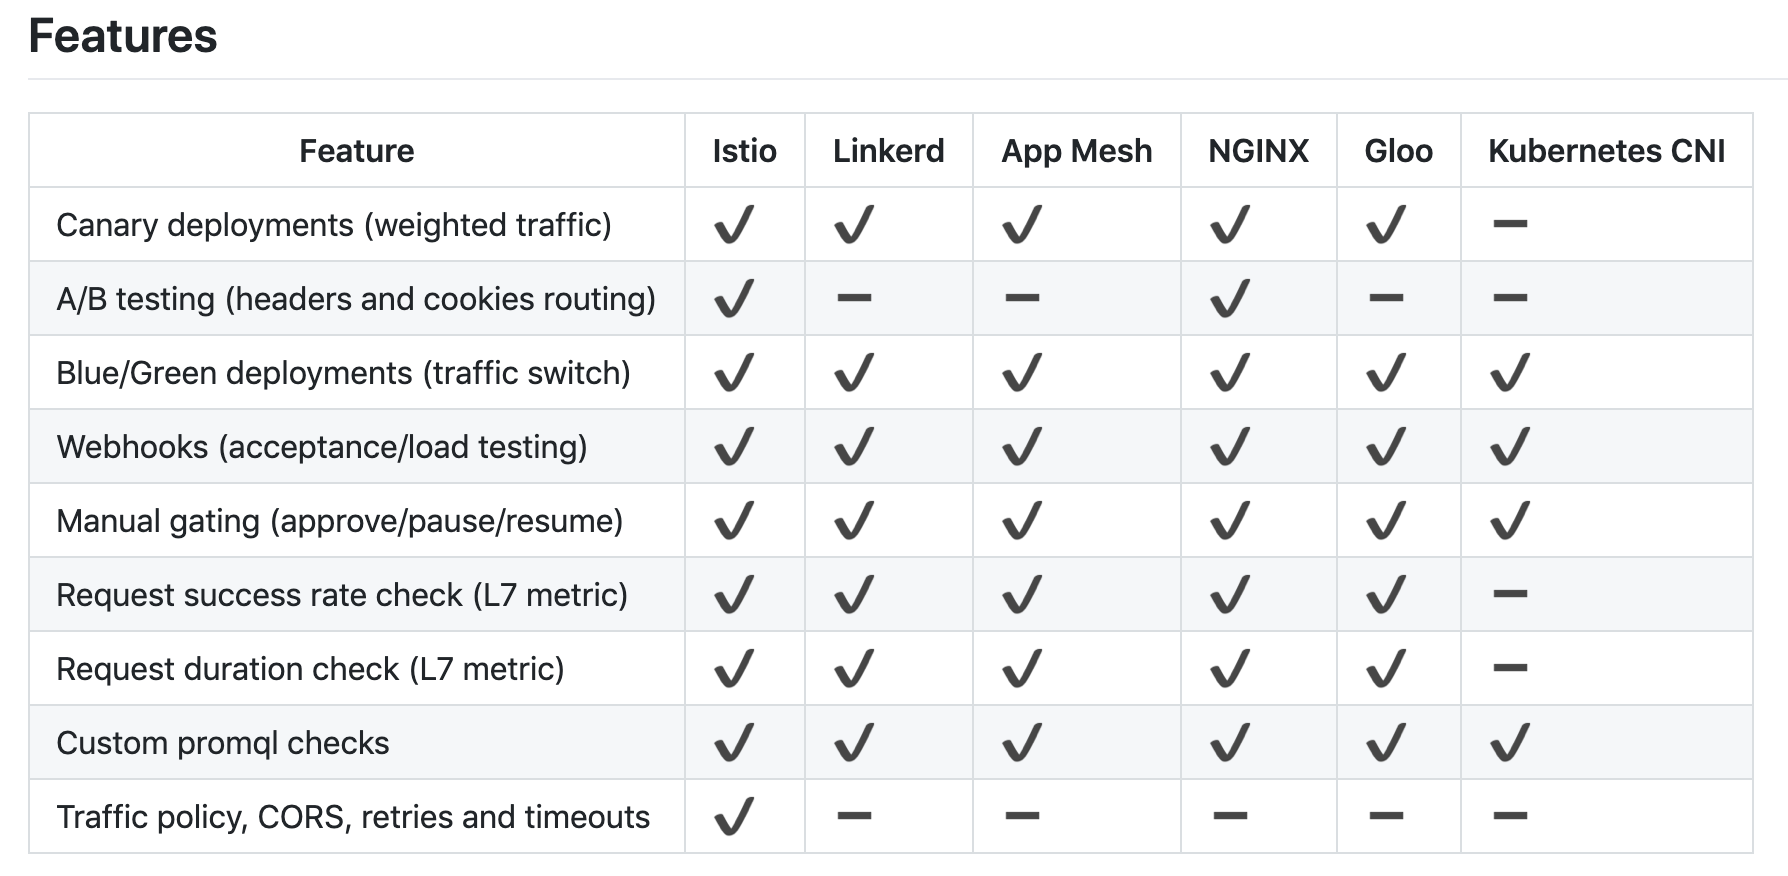 Features
Feature Istio Linkerd App Mesh NGINX Gloo Kubernetes CNI
Canary deployments (weighted traffic) ✔ ✔ ✔ ✔ ✔ ➖
A/B testing (headers and cookies routing) ✔ ➖ ➖ ✔ ➖ ➖
Blue/Green deployments (traffic switch) ✔ ✔ ✔ ✔ ✔ ✔
Webhooks (acceptance/load testing) ✔ ✔ ✔ ✔ ✔ ✔
Manual gating (approve/pause/resume) ✔ ✔ ✔ ✔ ✔ ✔
Request success rate check (L7 metric) ✔ ✔ ✔ ✔ ✔ ➖
Request duration check (L7 metric) ✔ ✔ ✔ ✔ ✔ ➖
Custom promql checks ✔ ✔ ✔ ✔ ✔ ✔
Traffic policy, CORS, retries and timeouts ✔ ➖ ➖ ➖ ➖ ➖